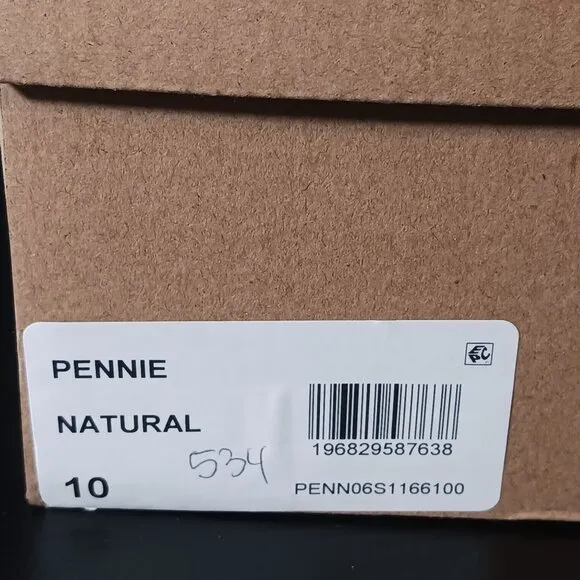 PENNIE
NATURAL
534
10
196829587638
PENN06S1166100